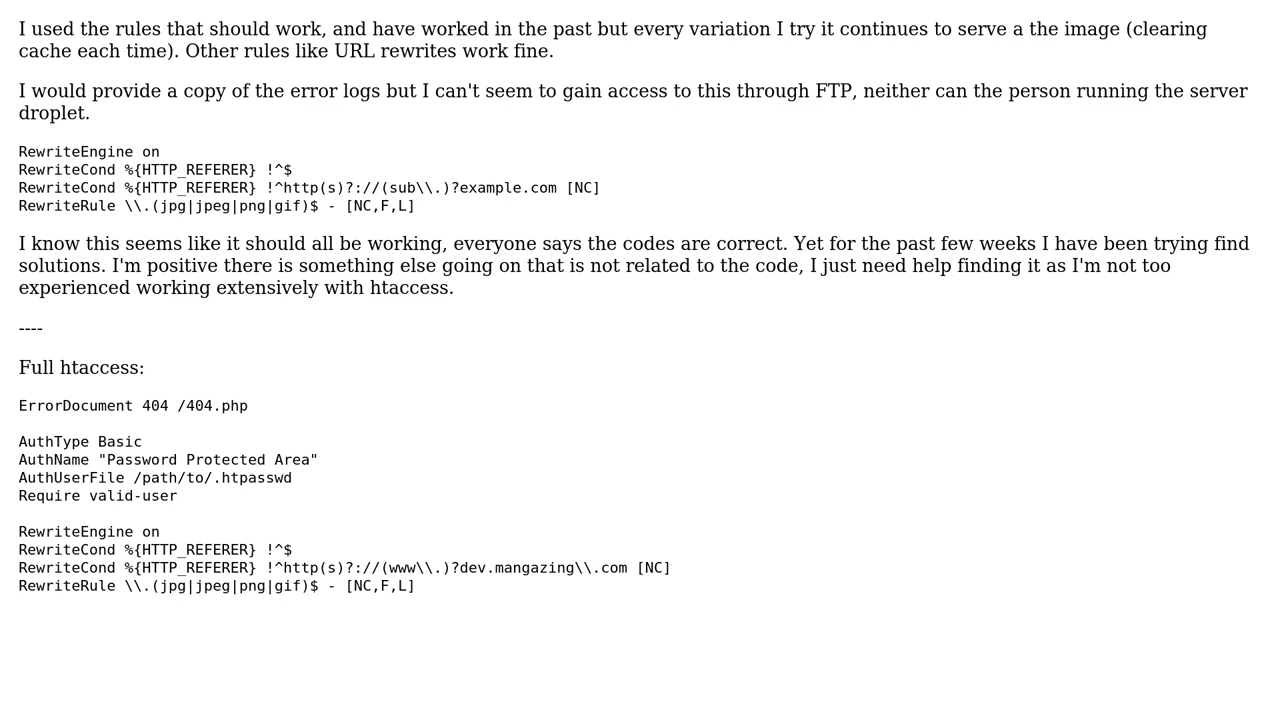 I used the rules that should work, and have worked in the past but every variation I try it continues to serve a the image (clearing
cache each time). Other rules like URL rewrites work fine.
I would provide a copy of the error logs but I can't seem to gain access to this through FTP, neither can the person running the server
droplet.
RewriteEngine on
RewriteCond %{HTTP_REFERER} !^$
RewriteCond %{HTTP_REFERER} !^http(s)?://(sub\\.)?example.com [NC]
RewriteRule \\.(jpg|jpeg|png|gif)$ - [NC,F,L]
I know this seems like it should all be working, everyone says the codes are correct. Yet for the past few weeks I have been trying find
solutions. I'm positive there is something else going on that is not related to the code, I just need help finding it as I'm not too
experienced working extensively with htaccess.
----
Full htaccess:
ErrorDocument 404 /404.php
AuthType Basic
AuthName "Password Protected Area"
AuthUserFile /path/to/.htpasswd
Require valid-user
RewriteEngine on
RewriteCond %{HTTP_REFERER} !^$
RewriteCond %{HTTP_REFERER} !^http(s)?://(www\\.)?dev.mangazing\\.com [NC]
RewriteRule \\.(jpg|jpeg|png|gif)$ - [NC,F,L]